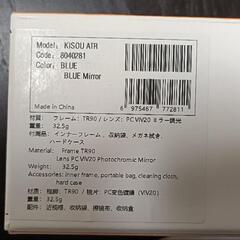 Model: KISOU ATR
Code: 8040281
Color: BLUE
BLUE Mirror
Made in China
6 975467 772811
材質: フレーム: TR90 / レンズ: PC VIV20 ミラー調光
重量: 32.5g
付属品: インナーフレーム、収納袋、メガネ拭き、
ハードケース
Material: Frame TR90
Lens PC VIV20 Photochromic Mirror
Weight: 32.5g
Accessories: inner frame, portable bag, cleaning cloth,
hard case
材质: 框脚: TR90 / 镜片: PC变色镀膜 (VIV20)
重量: 32.5g
配件: 近视框、收纳袋、擦镜布、收纳盒